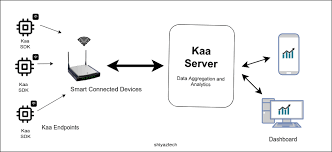 Kaa
SDK
Kaa
SDK
Kaa
SDK
Kaa Endpoints
Smart Connected Devices
Kaa
Server
Data Aggregation and
Analytics
Dashboard